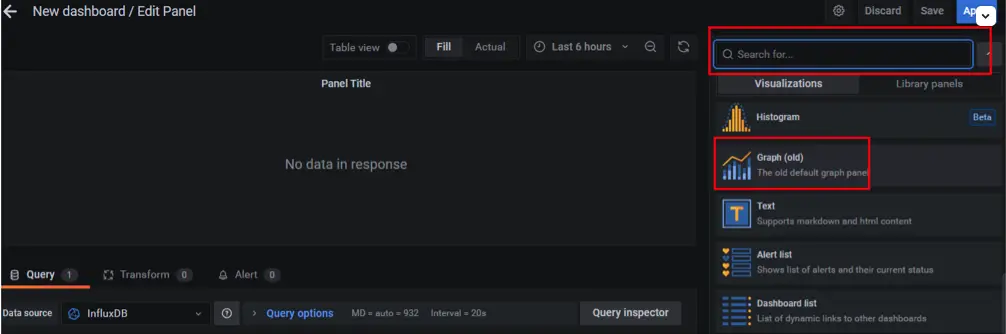 New dashboard / Edit Panel
Discard Save Ap
Table view Fill Actual Last 6 hours
Search for...
Panel Title
Visualizations Library panels
No data in response
Histogram Beta
Graph (old)
The old default graph panel
Text
Supports markdown and html content
Alert list
Shows list of alerts and their current status
Dashboard list
List of dynamic links to other dashboards
Query 1 Transform 0 Alert 0
Data source InfluxDB Query options MD = auto = 932 Interval = 20s Query inspector